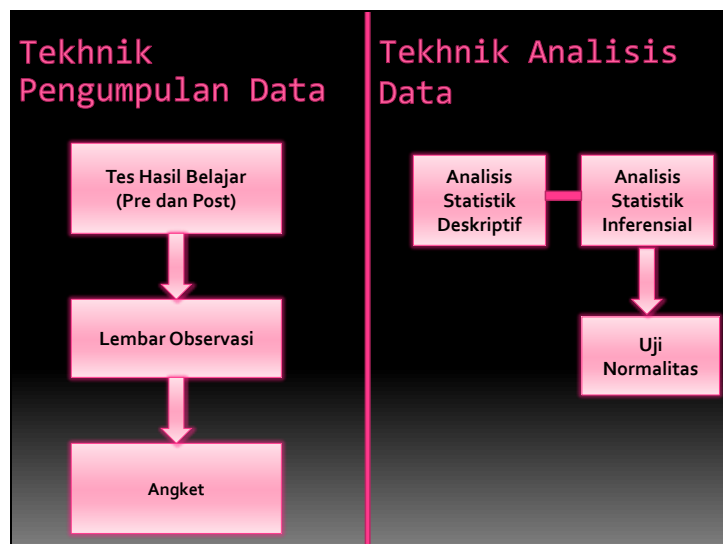 Tekhnik
Pengumpulan Data
Tes Hasil Belajar
(Pre dan Post)
Lembar Observasi
Angket
Tekhnik Analisis
Data
Analisis
Statistik
Deskriptif
Analisis
Statistik
Inferensial
Uji
Normalitas